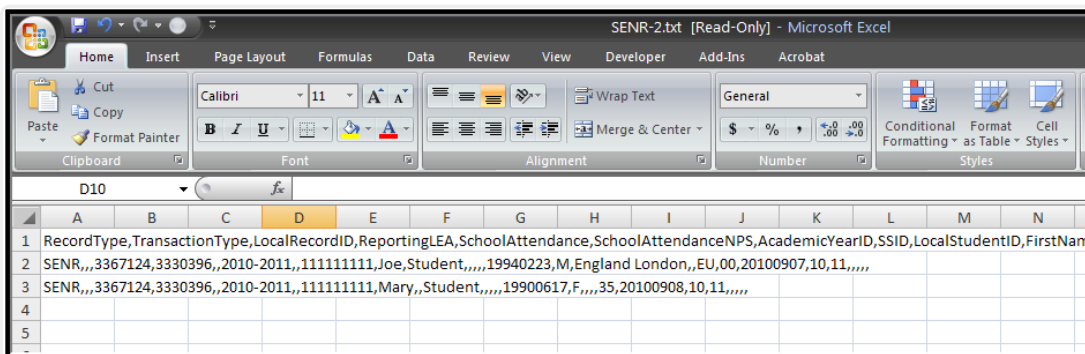 SENR-2.txt [Read-Only] - Microsoft Excel
Home Insert Page Layout Formulas Data Review View Developer Add-Ins Acrobat
Paste
Cut
Copy
Format Painter
Clipboard
Calibri 11 A A
B I U A
Font
Wrap Text
Merge & Center
Alignment
General
$ % , .0 .00 .00 .0
Number
Conditional Formatting
Format as Table
Cell Styles
Styles
D10 fx
A B C D E F G H I J K L M N
1 RecordType,TransactionType,LocalRecordID,ReportingLEA,SchoolAttendance,SchoolAttendanceNPS,AcademicYearID,SSID,LocalStudentID,FirstNam
2 SENR,,,3367124,3330396,,2010-2011,,111111111,Joe,Student,,,,,19940223,M,England London,,EU,00,20100907,10,11,,,,,
3 SENR,,,3367124,3330396,,2010-2011,,111111111,Mary,,Student,,,,,19900617,F,,,,35,20100908,10,11,,,,,
4
5